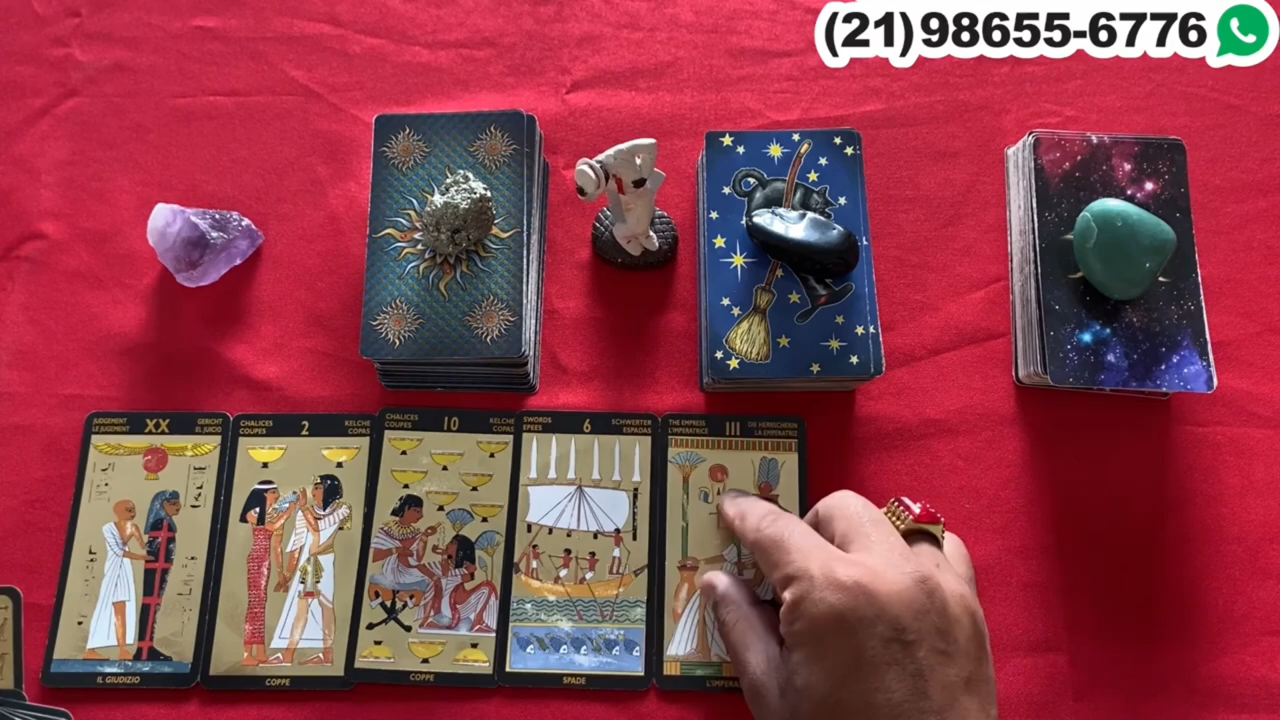 (21)98655-6776
JUDGEMENT
LE JUGEMENT
XX
GERICHT
EL JUICIO
IL GIUDIZIO
CHALICES
COUPES
2
KELCHE
COPAS
COPPE
CHALICES
COUPES
10
KELCHE
COPAS
COPPE
SWORDS
EPEES
6
SCHWERTER
ESPADAS
SPADE
THE EMPRESS
L'IMPERATRICE
III
DIE HERRSCHERIN
LA EMPERATRIZ